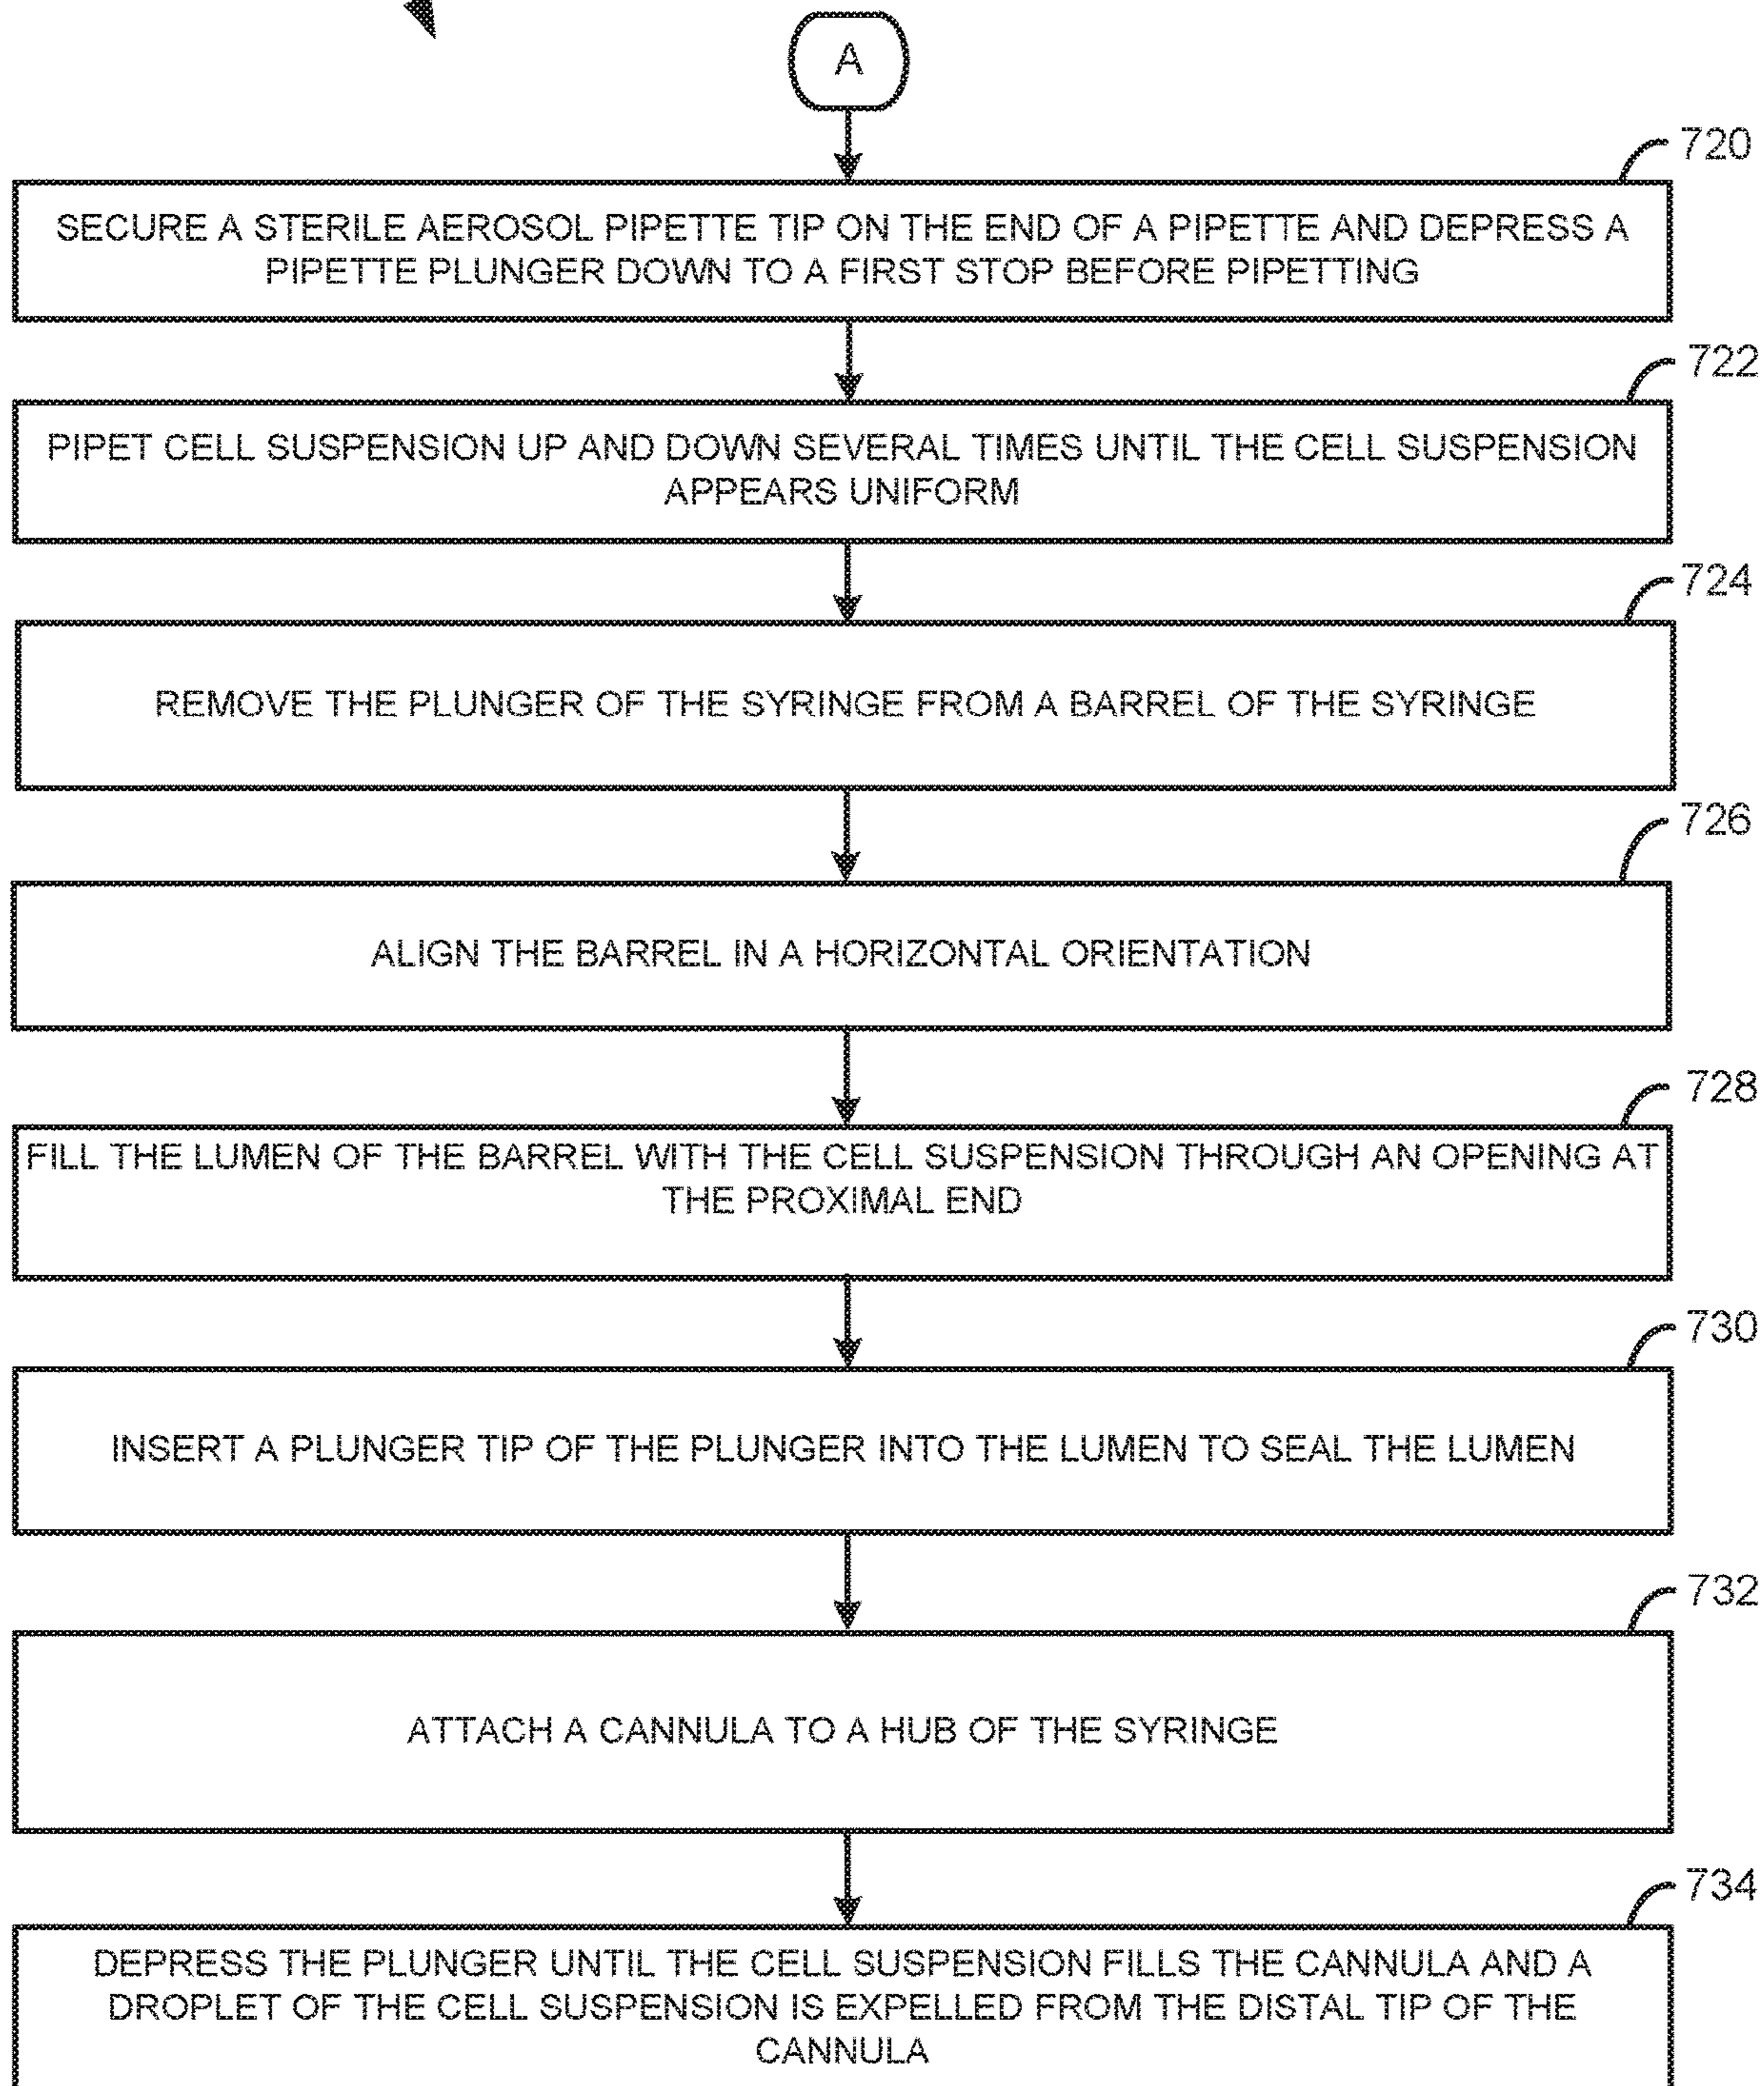 A
720
SECURE A STERILE AEROSOL PIPETTE TIP ON THE END OF A PIPETTE AND DEPRESS A
PIPETTE PLUNGER DOWN TO A FIRST STOP BEFORE PIPETTING
722
PIPET CELL SUSPENSION UP AND DOWN SEVERAL TIMES UNTIL THE CELL SUSPENSION
APPEARS UNIFORM
724
REMOVE THE PLUNGER OF THE SYRINGE FROM A BARREL OF THE SYRINGE
726
ALIGN THE BARREL IN A HORIZONTAL ORIENTATION
728
FILL THE LUMEN OF THE BARREL WITH THE CELL SUSPENSION THROUGH AN OPENING AT
THE PROXIMAL END
730
INSERT A PLUNGER TIP OF THE PLUNGER INTO THE LUMEN TO SEAL THE LUMEN
732
ATTACH A CANNULA TO A HUB OF THE SYRINGE
734
DEPRESS THE PLUNGER UNTIL THE CELL SUSPENSION FILLS THE CANNULA AND A
DROPLET OF THE CELL SUSPENSION IS EXPELLED FROM THE DISTAL TIP OF THE
CANNULA